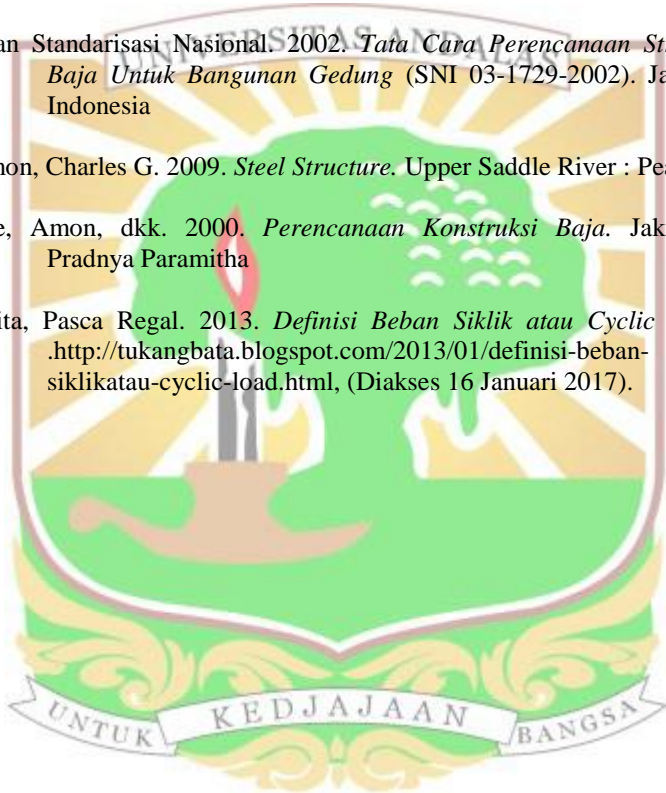 UNIVERSITAS ANDALAS
an Standarisasi Nasional. 2002. Tata Cara Perencanaan St
Baja Untuk Bangunan Gedung (SNI 03-1729-2002). Ja
Indonesia
non, Charles G. 2009. Steel Structure. Upper Saddle River : Pea
e, Amon, dkk. 2000. Perencanaan Konstruksi Baja. Jak
Pradnya Paramitha
ita, Pasca Regal. 2013. Definisi Beban Siklik atau Cyclic
.http://tukangbata.blogspot.com/2013/01/definisi-beban-
siklikatau-cyclic-load.html, (Diakses 16 Januari 2017).
UNTUK KEDJAJAAN BANGSA